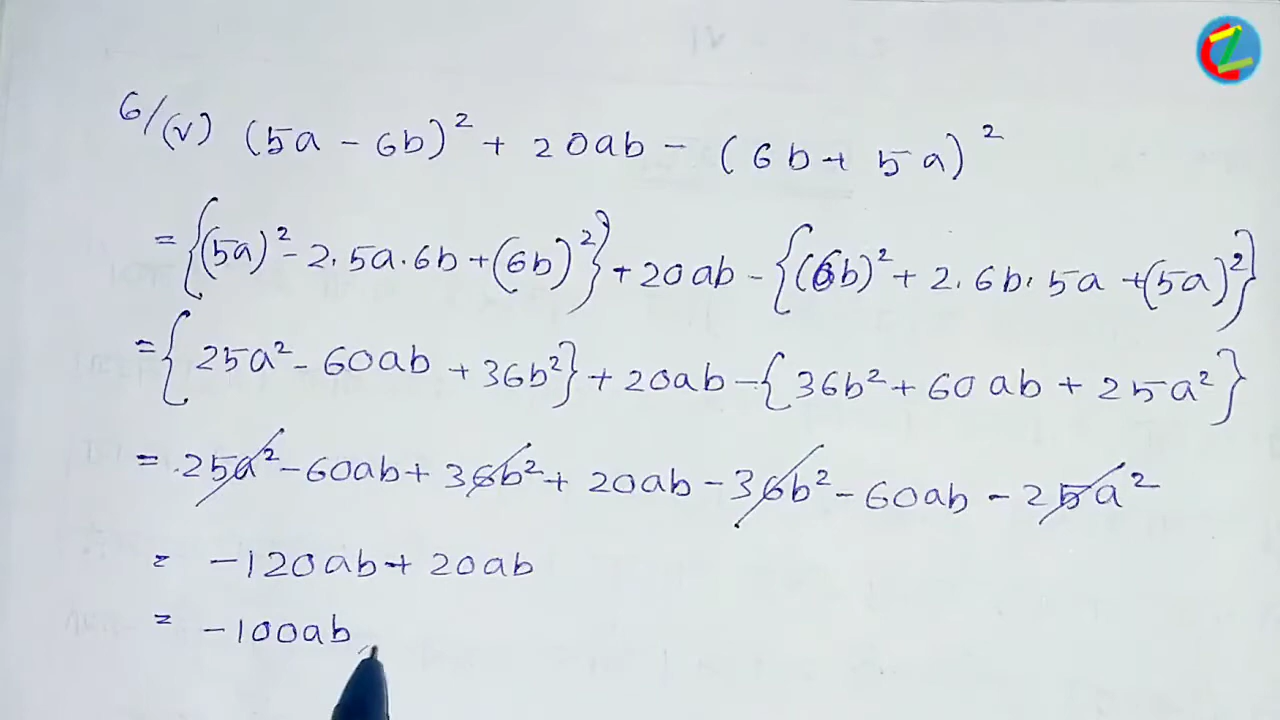 6/(v) (5a - 6b)² + 20ab - (6b + 5a)²
= {(5a)² - 2.5a.6b + (6b)²} + 20ab - {(6b)² + 2.6b.5a + (5a)²}
= {25a² - 60ab + 36b²} + 20ab - {36b² + 60ab + 25a²}
= 25a² - 60ab + 36b² + 20ab - 36b² - 60ab - 25a²
= -120ab + 20ab
= -100ab